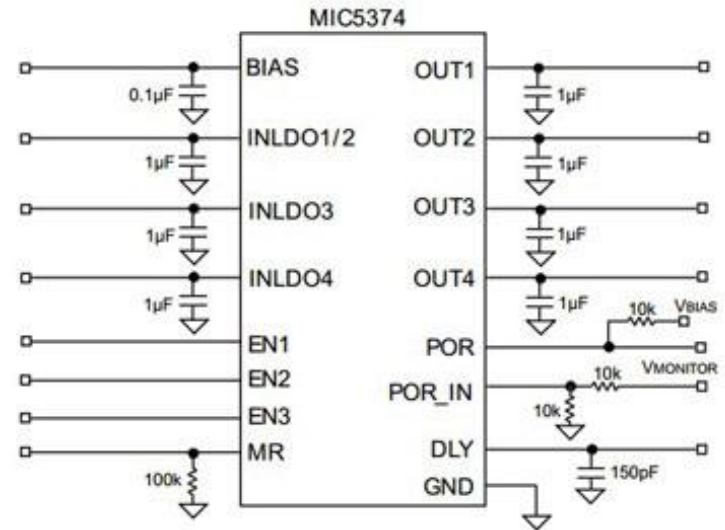 MIC5374
BIAS
OUT1
0.1µF
1µF
INLDO1/2
OUT2
1µF
1µF
INLDO3
OUT3
1µF
1µF
INLDO4
OUT4
1µF
1µF
10k
VBIAS
EN1
POR
EN2
10k
VMONITOR
POR_IN
EN3
10k
MR
DLY
100k
150pF
GND